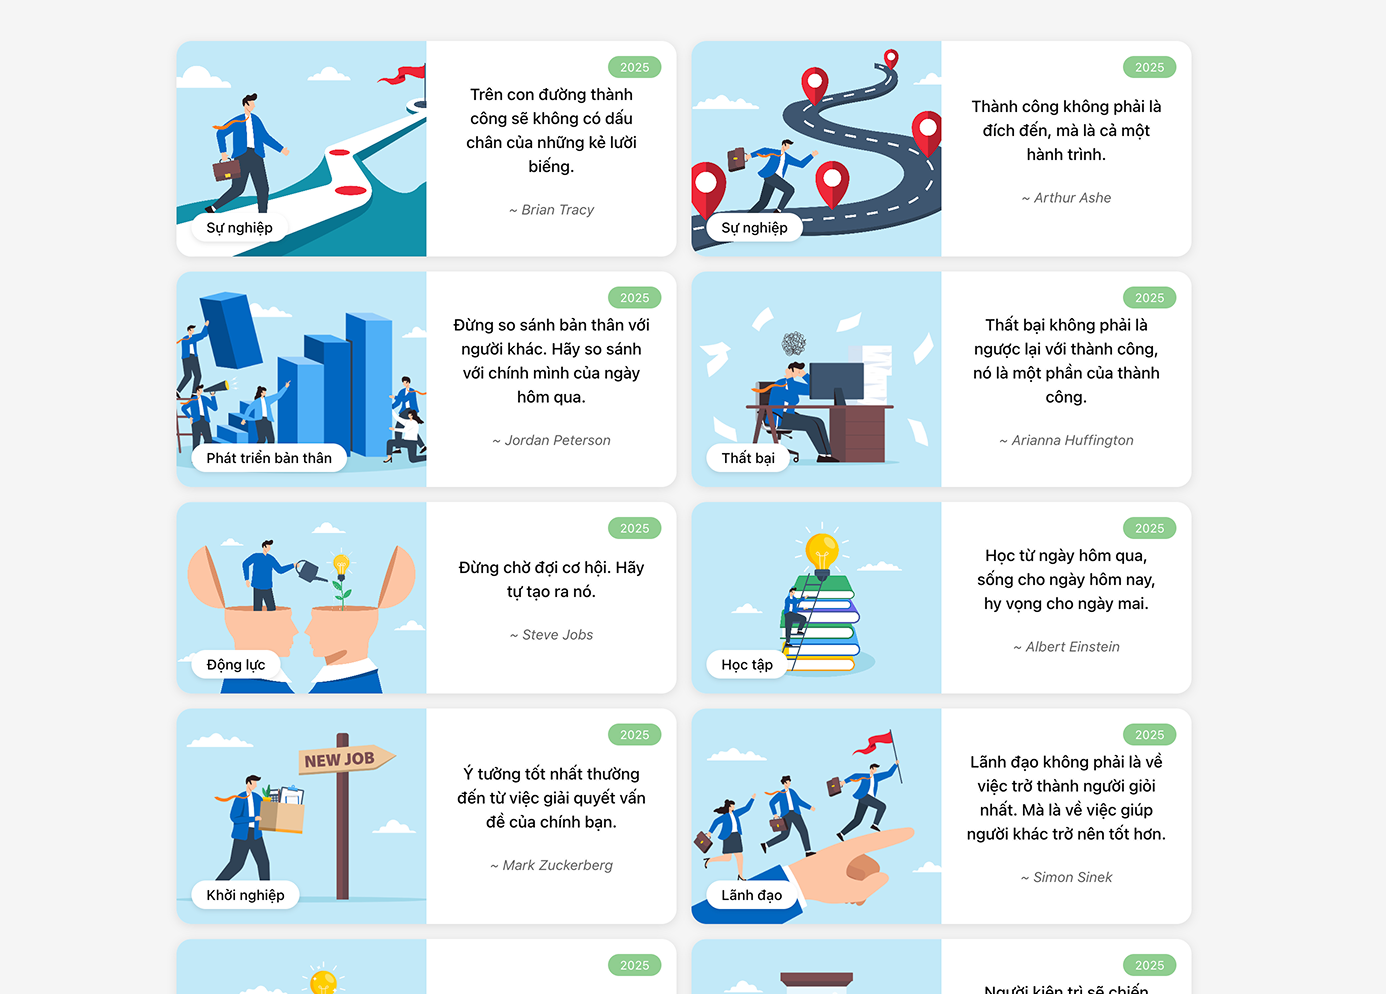 2025
Trên con đường thành
công sẽ không có dấu
chân của những kẻ lười
biếng.
~ Brian Tracy
Sự nghiệp
2025
Thành công không phải là
đích đến, mà là cả một
hành trình.
~ Arthur Ashe
Sự nghiệp
2025
Đừng so sánh bản thân với
người khác. Hãy so sánh
với chính mình của ngày
hôm qua.
~ Jordan Peterson
Phát triển bản thân
2025
Thất bại không phải là
ngược lại với thành công,
nó là một phần của thành
công.
~ Arianna Huffington
Thất bại
2025
Đừng chờ đợi cơ hội. Hãy
tự tạo ra nó.
~ Steve Jobs
Động lực
2025
Học từ ngày hôm qua,
sống cho ngày hôm nay,
hy vọng cho ngày mai.
~ Albert Einstein
Học tập
2025
NEW JOB
Ý tưởng tốt nhất thường
đến từ việc giải quyết vấn
đề của chính bạn.
~ Mark Zuckerberg
Khởi nghiệp
2025
Lãnh đạo không phải là về
việc trở thành người giỏi
nhất. Mà là về việc giúp
người khác trở nên tốt hơn.
~ Simon Sinek
Lãnh đạo
2025
2025
Người kiên trì sẽ chiến